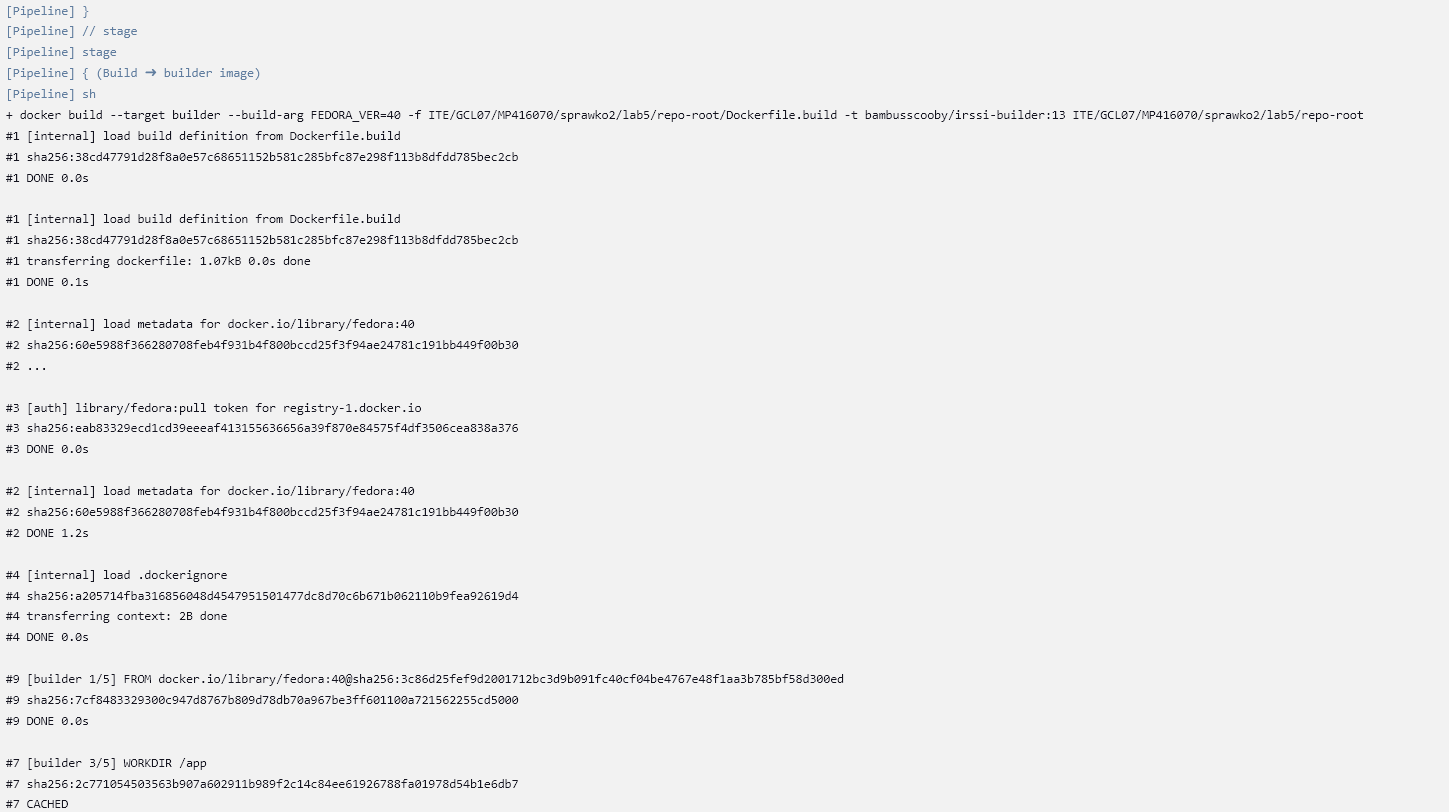 [Pipeline] }
[Pipeline] // stage
[Pipeline] stage
[Pipeline] { (Build ➜ builder image)
[Pipeline] sh
+ docker build --target builder --build-arg FEDORA_VER=40 -f ITE/GCL07/MP416070/sprawko2/lab5/repo-root/Dockerfile.build -t bambusscooby/irssi-builder:13 ITE/GCL07/MP416070/sprawko2/lab5/repo-root
#1 [internal] load build definition from Dockerfile.build
#1 sha256:38cd47791d28f8a0e57c68651152b581c285bfc87e298f113b8dfdd785bec2cb
#1 DONE 0.0s
#1 [internal] load build definition from Dockerfile.build
#1 sha256:38cd47791d28f8a0e57c68651152b581c285bfc87e298f113b8dfdd785bec2cb
#1 transferring dockerfile: 1.07kB 0.0s done
#1 DONE 0.1s
#2 [internal] load metadata for docker.io/library/fedora:40
#2 sha256:60e5988f366280708feb4f931b4f800bccd25f3f94ae24781c191bb449f00b30
#2 ...
#3 [auth] library/fedora:pull token for registry-1.docker.io
#3 sha256:eab83329ecd1cd39eeeaf413155636656a39f870e84575f4df3506cea838a376
#3 DONE 0.0s
#2 [internal] load metadata for docker.io/library/fedora:40
#2 sha256:60e5988f366280708feb4f931b4f800bccd25f3f94ae24781c191bb449f00b30
#2 DONE 1.2s
#4 [internal] load .dockerignore
#4 sha256:a205714fba316856048d4547951501477dc8d70c6b671b062110b9fea92619d4
#4 transferring context: 2B done
#4 DONE 0.0s
#9 [builder 1/5] FROM docker.io/library/fedora:40@sha256:3c86d25fef9d2001712bc3d9b091fc40cf04be4767e48f1aa3b785bf58d300ed
#9 sha256:7cf8483329300c947d8767b809d78db70a967be3ff601100a721562255cd5000
#9 DONE 0.0s
#7 [builder 3/5] WORKDIR /app
#7 sha256:2c771054503563b907a602911b989f2c14c84ee61926788fa01978d54b1e6db7
#7 CACHED